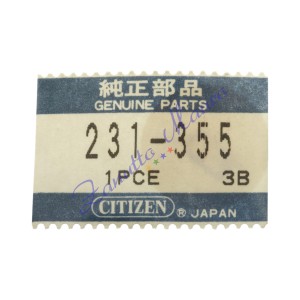 純正部品
GENUINE PARTS
231-355
1PCE 3B
CITIZEN ® JAPAN